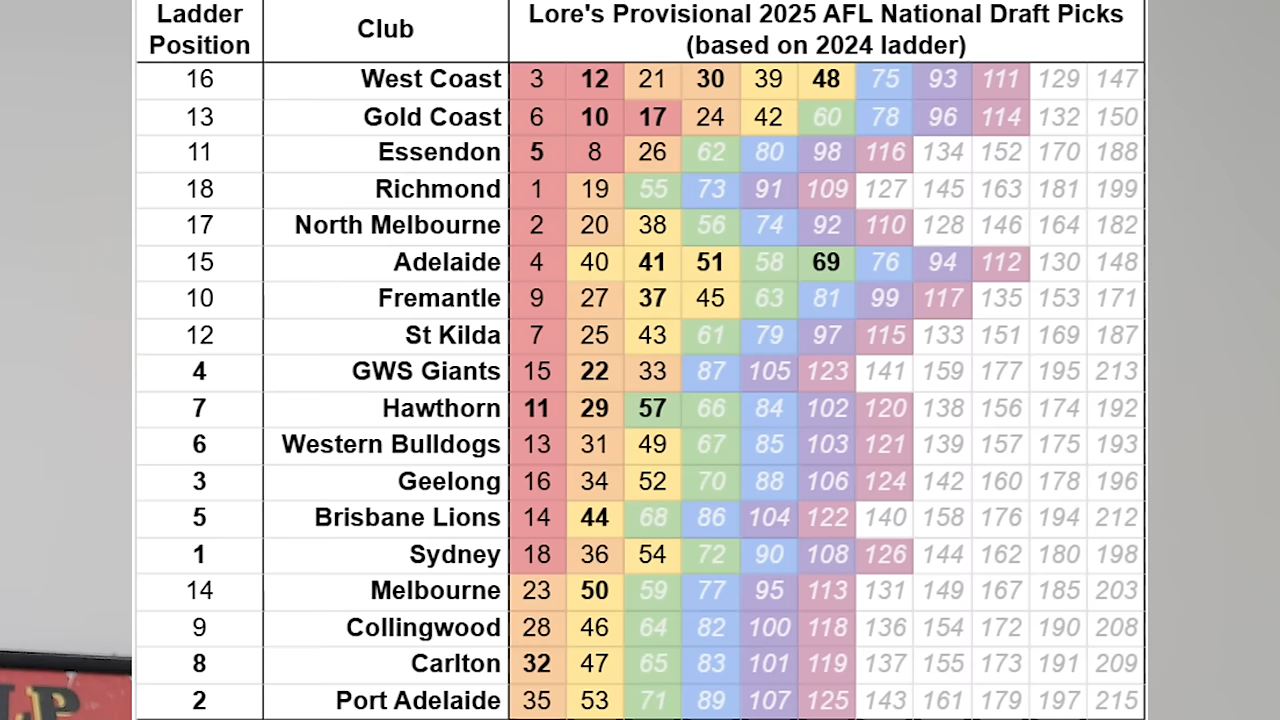 Ladder Position Club Lore's Provisional 2025 AFL National Draft Picks (based on 2024 ladder)
16 West Coast 3 12 21 30 39 48 75 93 111 129 147
13 Gold Coast 6 10 17 24 42 60 78 96 114 132 150
11 Essendon 5 8 26 62 80 98 116 134 152 170 188
18 Richmond 1 19 55 73 91 109 127 145 163 181 199
17 North Melbourne 2 20 38 56 74 92 110 128 146 164 182
15 Adelaide 4 40 41 51 58 69 76 94 112 130 148
10 Fremantle 9 27 37 45 63 81 99 117 135 153 171
12 St Kilda 7 25 43 61 79 97 115 133 151 169 187
4 GWS Giants 15 22 33 87 105 123 141 159 177 195 213
7 Hawthorn 11 29 57 66 84 102 120 138 156 174 192
6 Western Bulldogs 13 31 49 67 85 103 121 139 157 175 193
3 Geelong 16 34 52 70 88 106 124 142 160 178 196
5 Brisbane Lions 14 44 68 86 104 122 140 158 176 194 212
1 Sydney 18 36 54 72 90 108 126 144 162 180 198
14 Melbourne 23 50 59 77 95 113 131 149 167 185 203
9 Collingwood 28 46 64 82 100 118 136 154 172 190 208
8 Carlton 32 47 65 83 101 119 137 155 173 191 209
2 Port Adelaide 35 53 71 89 107 125 143 161 179 197 215